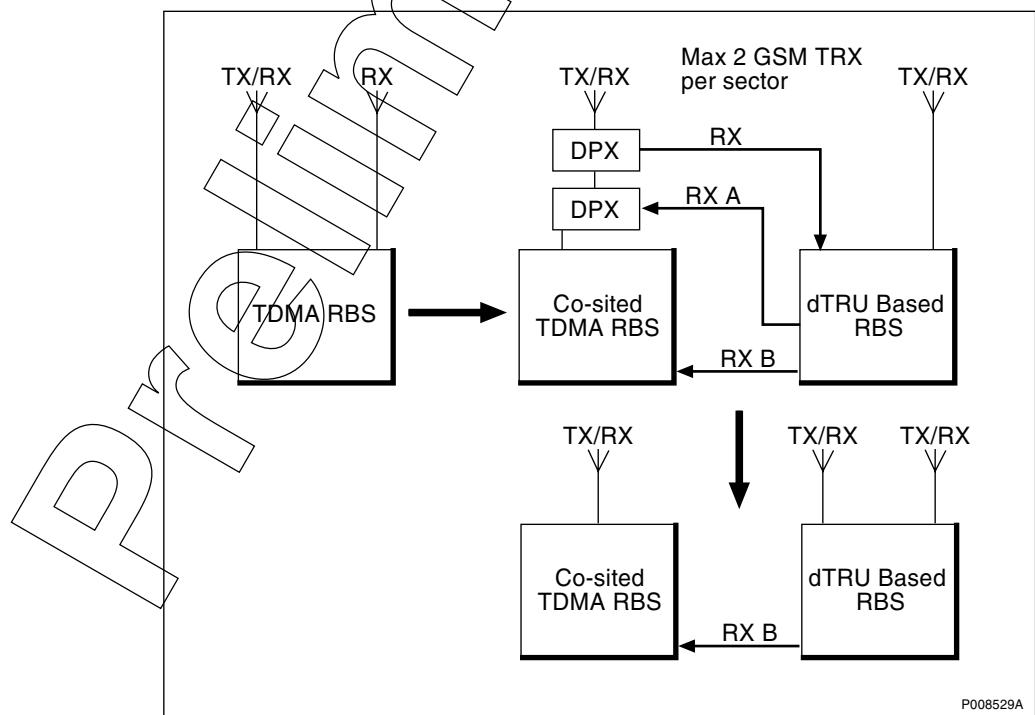 Max 2 GSM TRX
per sector
TX/RX
RX
TX/RX
TX/RX
DPX
RX
DPX
RX A
TDMA RBS
Co-sited
TDMA RBS
dTRU Based
RBS
RX B
TX/RX
TX/RX
TX/RX
Co-sited
TDMA RBS
dTRU Based
RBS
RX B
P008529A
Prelim